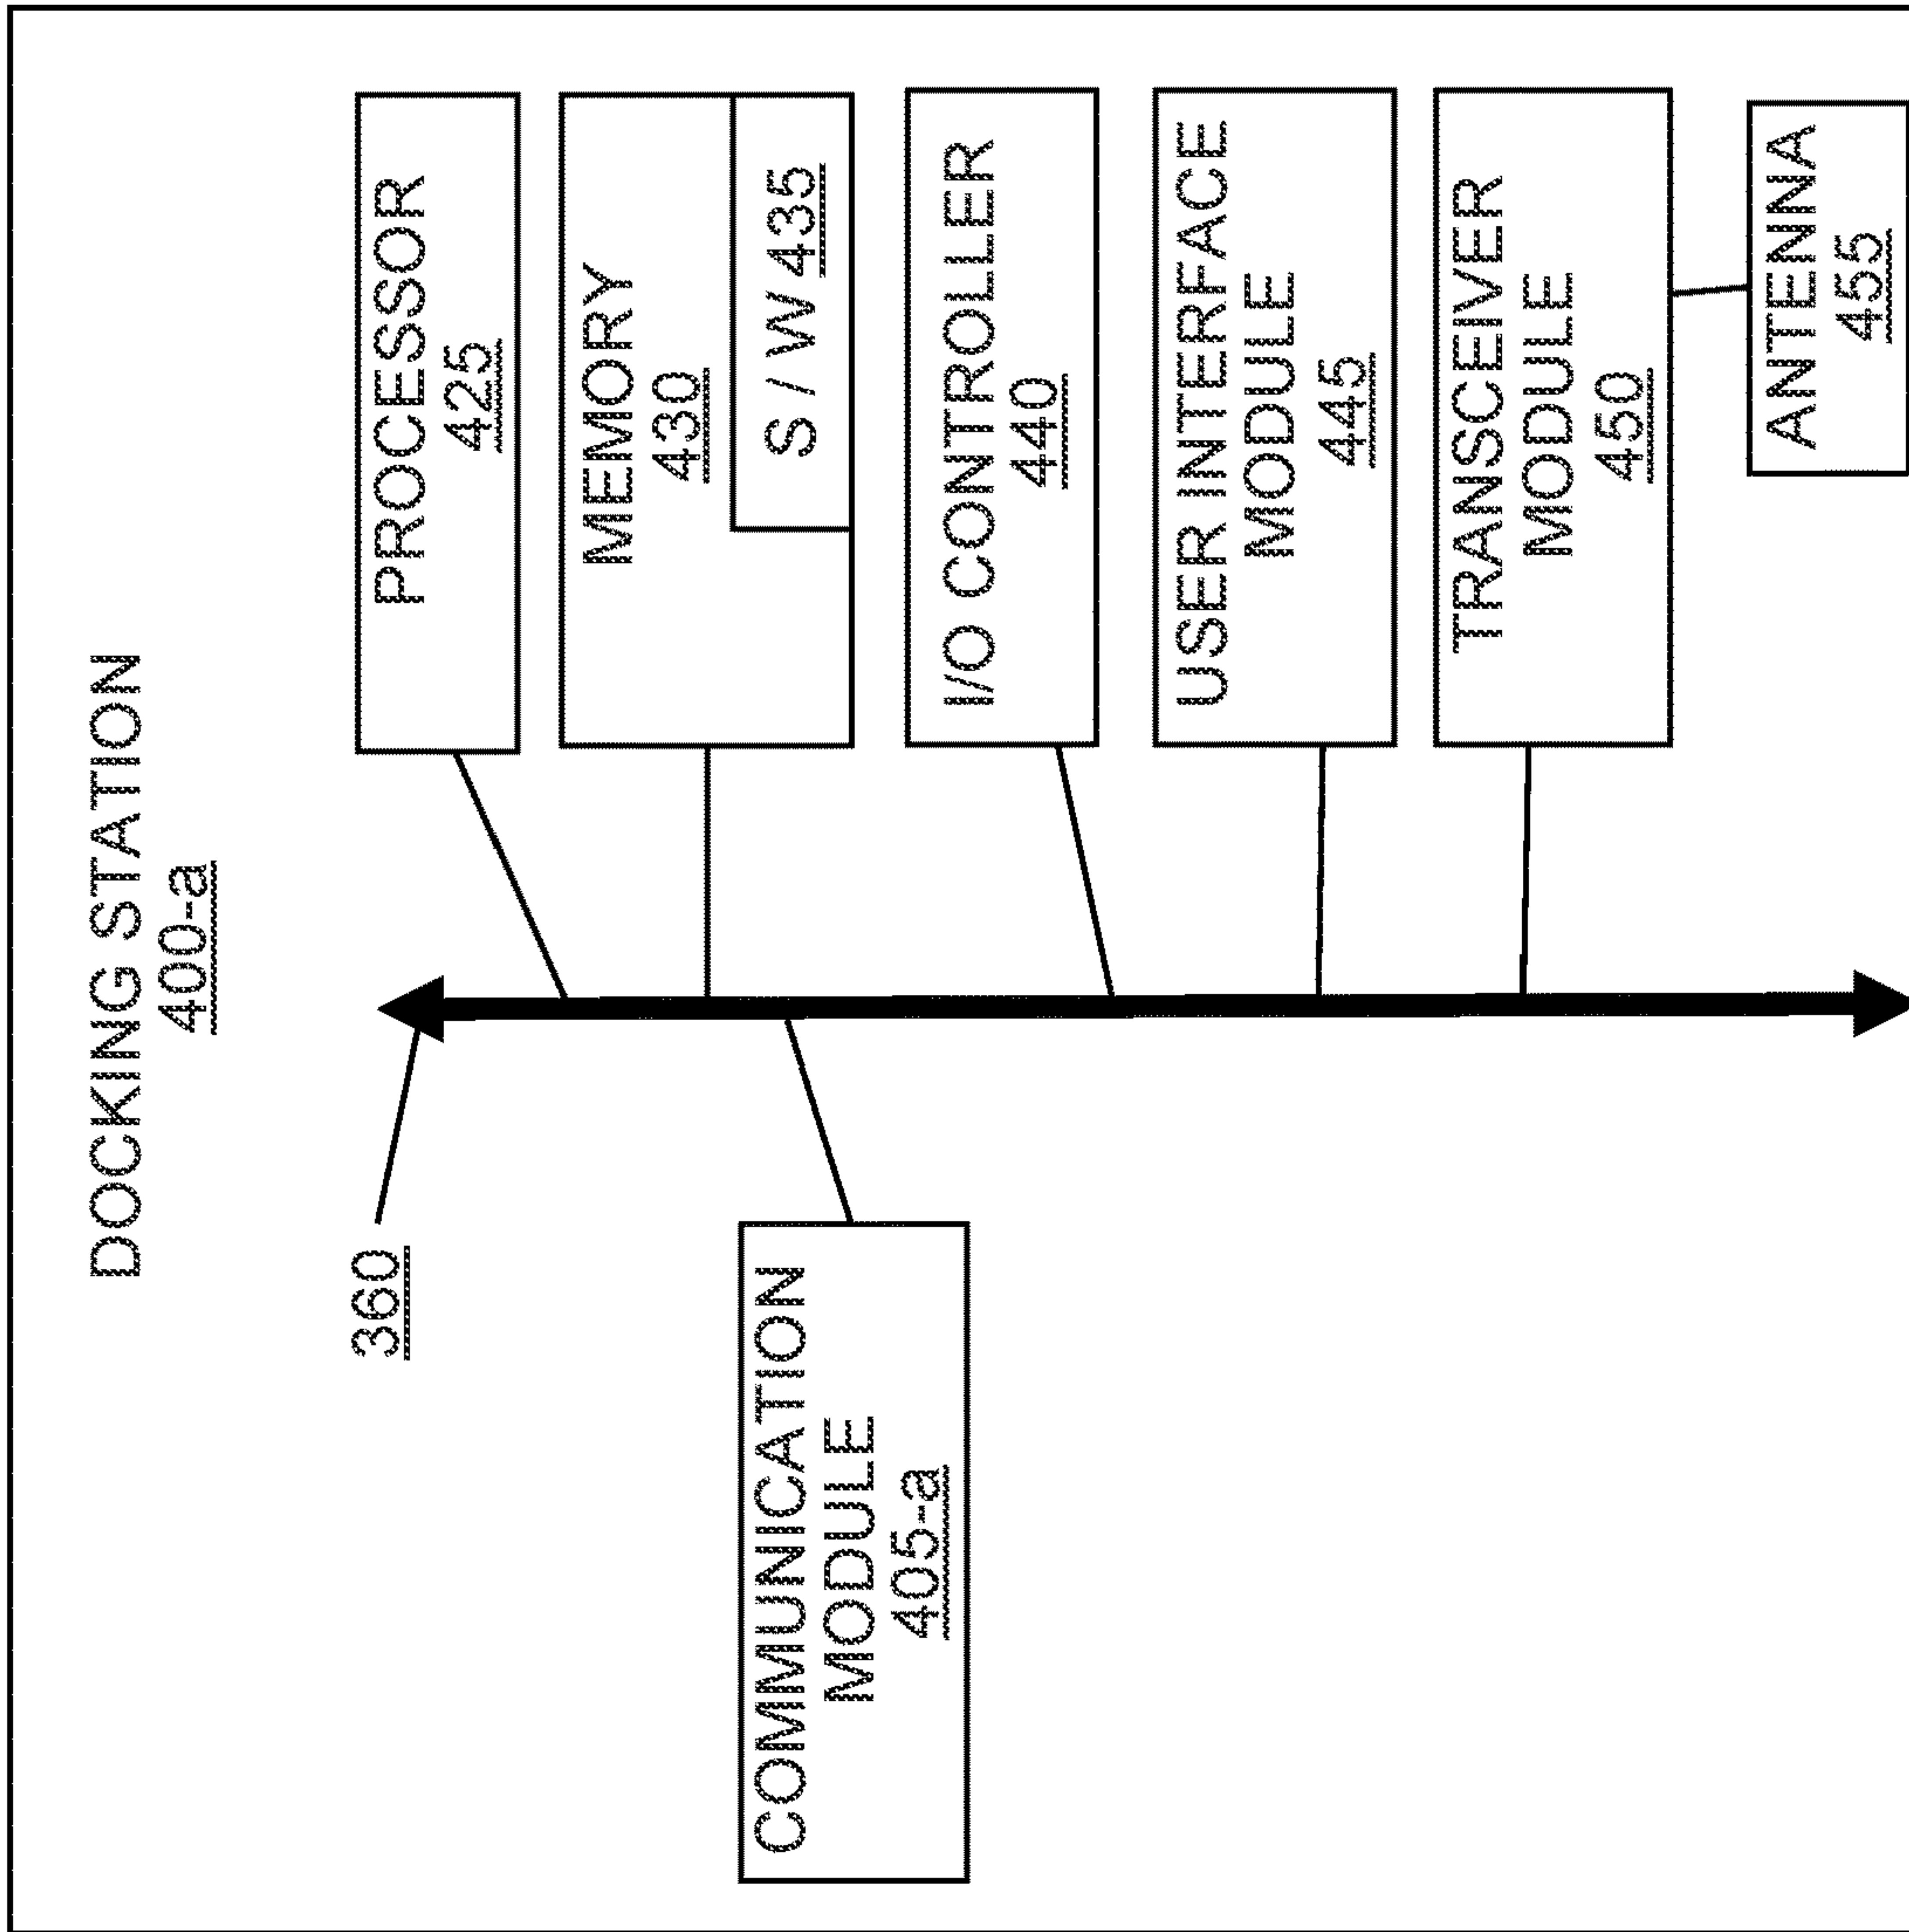 DOCKING STATION
400-a
360
COMMUNICATION
MODULE
405-a
PROCESSOR
425
MEMORY
430
S / W 435
I/O CONTROLLER
440
USER INTERFACE
MODULE
445
TRANSCEIVER
MODULE
450
ANTENNA
455